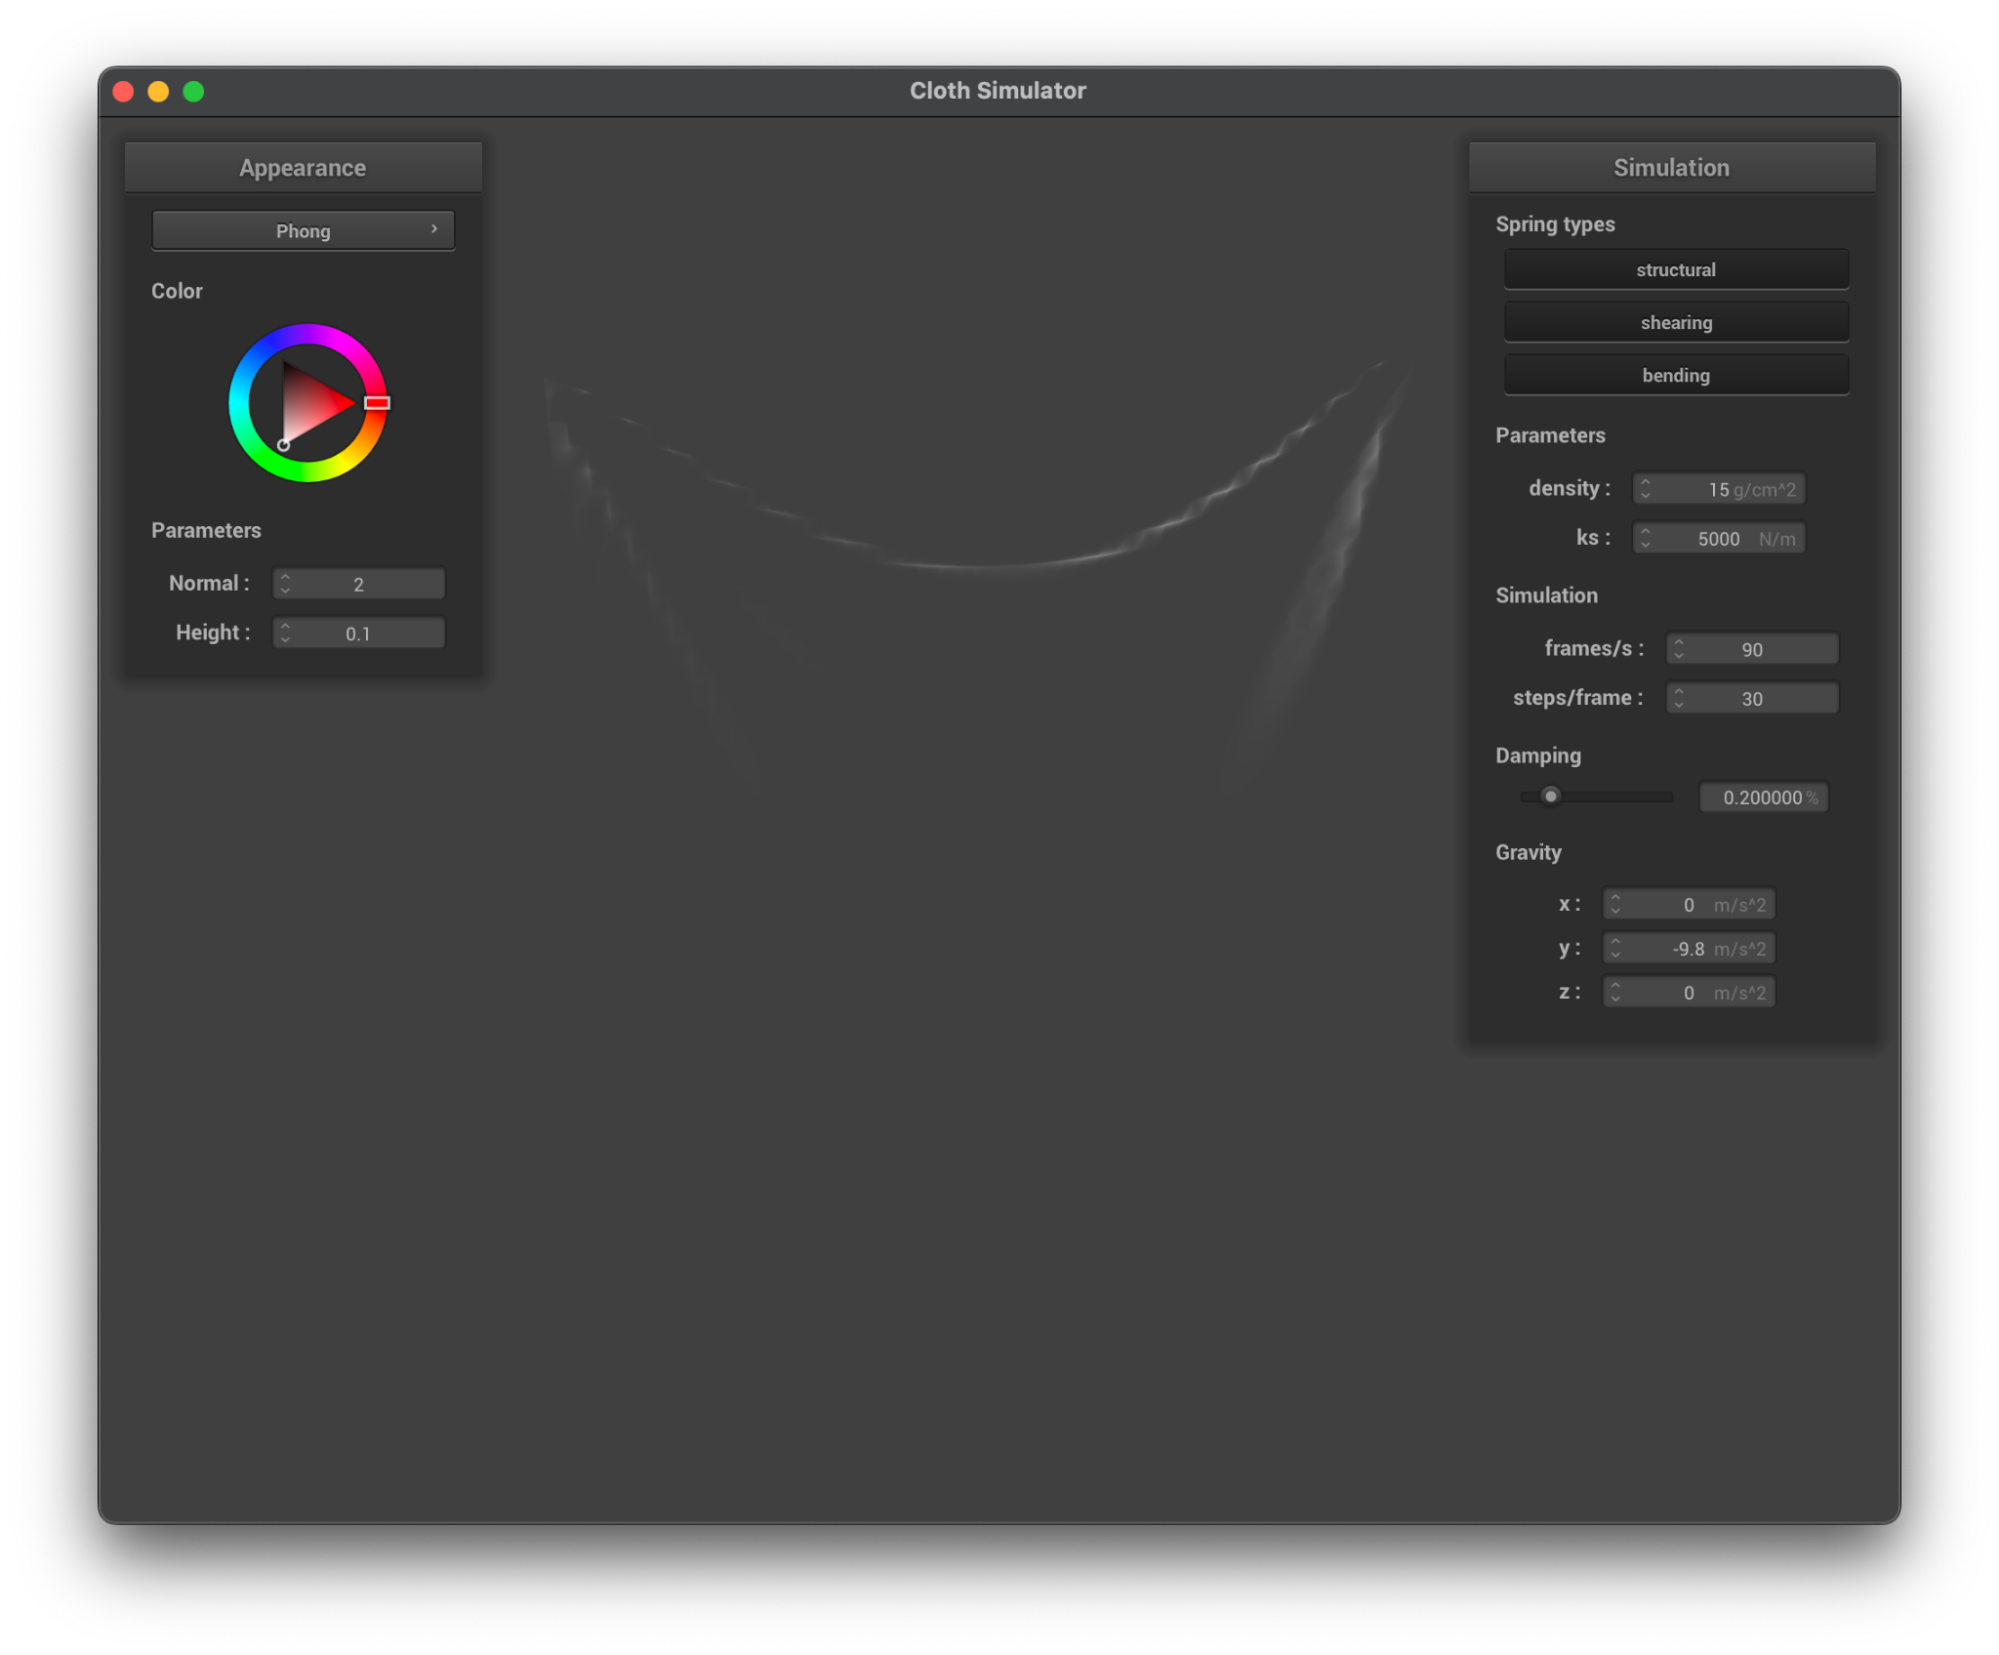 Cloth Simulator
Appearance
Phong
Color
Parameters
Normal : 2
Height : 0.1
Simulation
Spring types
structural
shearing
bending
Parameters
density : 15 g/cm^2
ks : 5000 N/m
Simulation
frames/s : 90
steps/frame : 30
Damping
0.200000 %
Gravity
x : 0 m/s^2
y : -9.8 m/s^2
z : 0 m/s^2